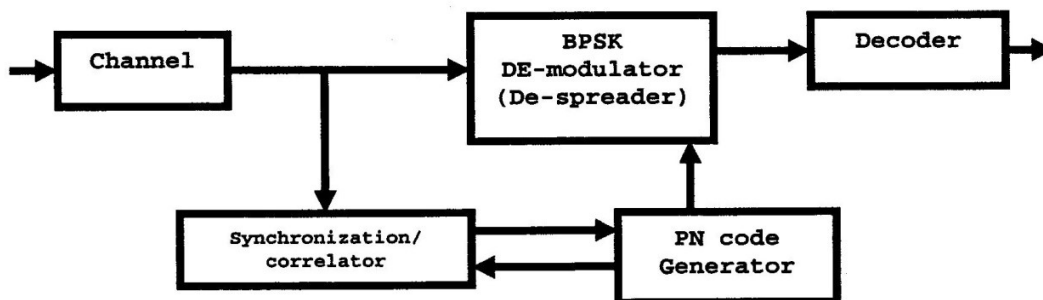 Channel
BPSK
DE-modulator
(De-spreader)
Decoder
Synchronization/
correlator
PN code
Generator